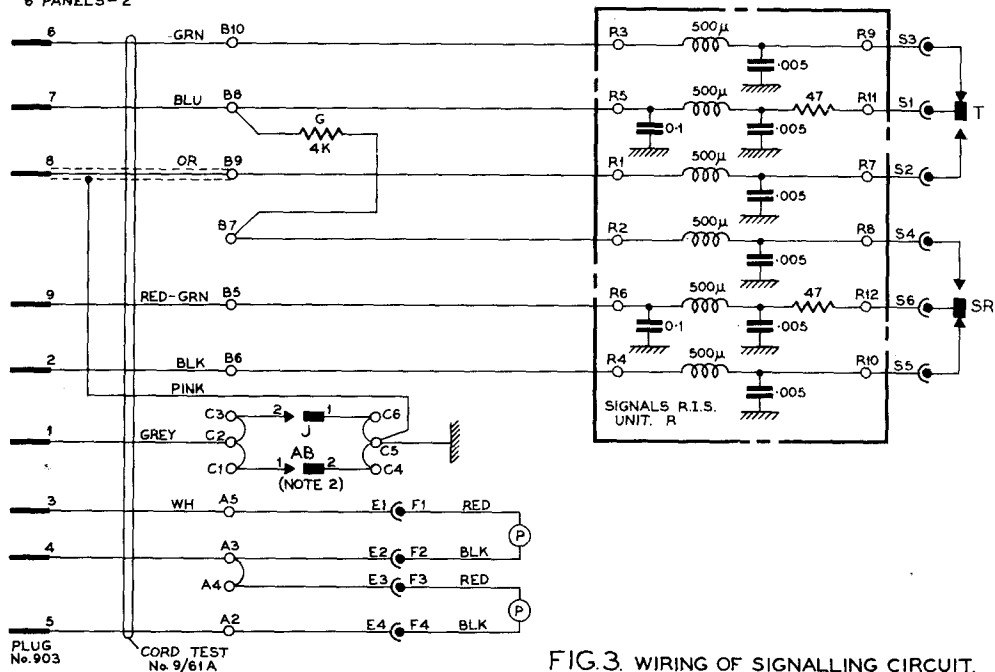 6 PANELS-2
6 GRN B10 R3 500μ R9 S3
.005
7 BLU B8 R5 500μ 47 R11 S1 T
G 0.1 .005
4K
8 OR B9 R1 500μ R7 S2
.005
B7 R2 500μ R8 S4
.005
9 RED-GRN B5 R6 500μ 47 R12 S6 SR
0.1 .005
2 BLK B6 R4 500μ R10 S5
PINK .005
C3 2 1 C6 SIGNALS R.I.S.
J UNIT. R
1 GREY C2 C5
AB
C1 1 2 C4
(NOTE 2)
3 WH A5 E1 F1 RED
P
4 A3 E2 F2 BLK
A4 E3 F3 RED
P
5 A2 E4 F4 BLK
PLUG
No.903
CORD TEST
No. 9/61A
FIG.3. WIRING OF SIGNALLING CIRCUIT.